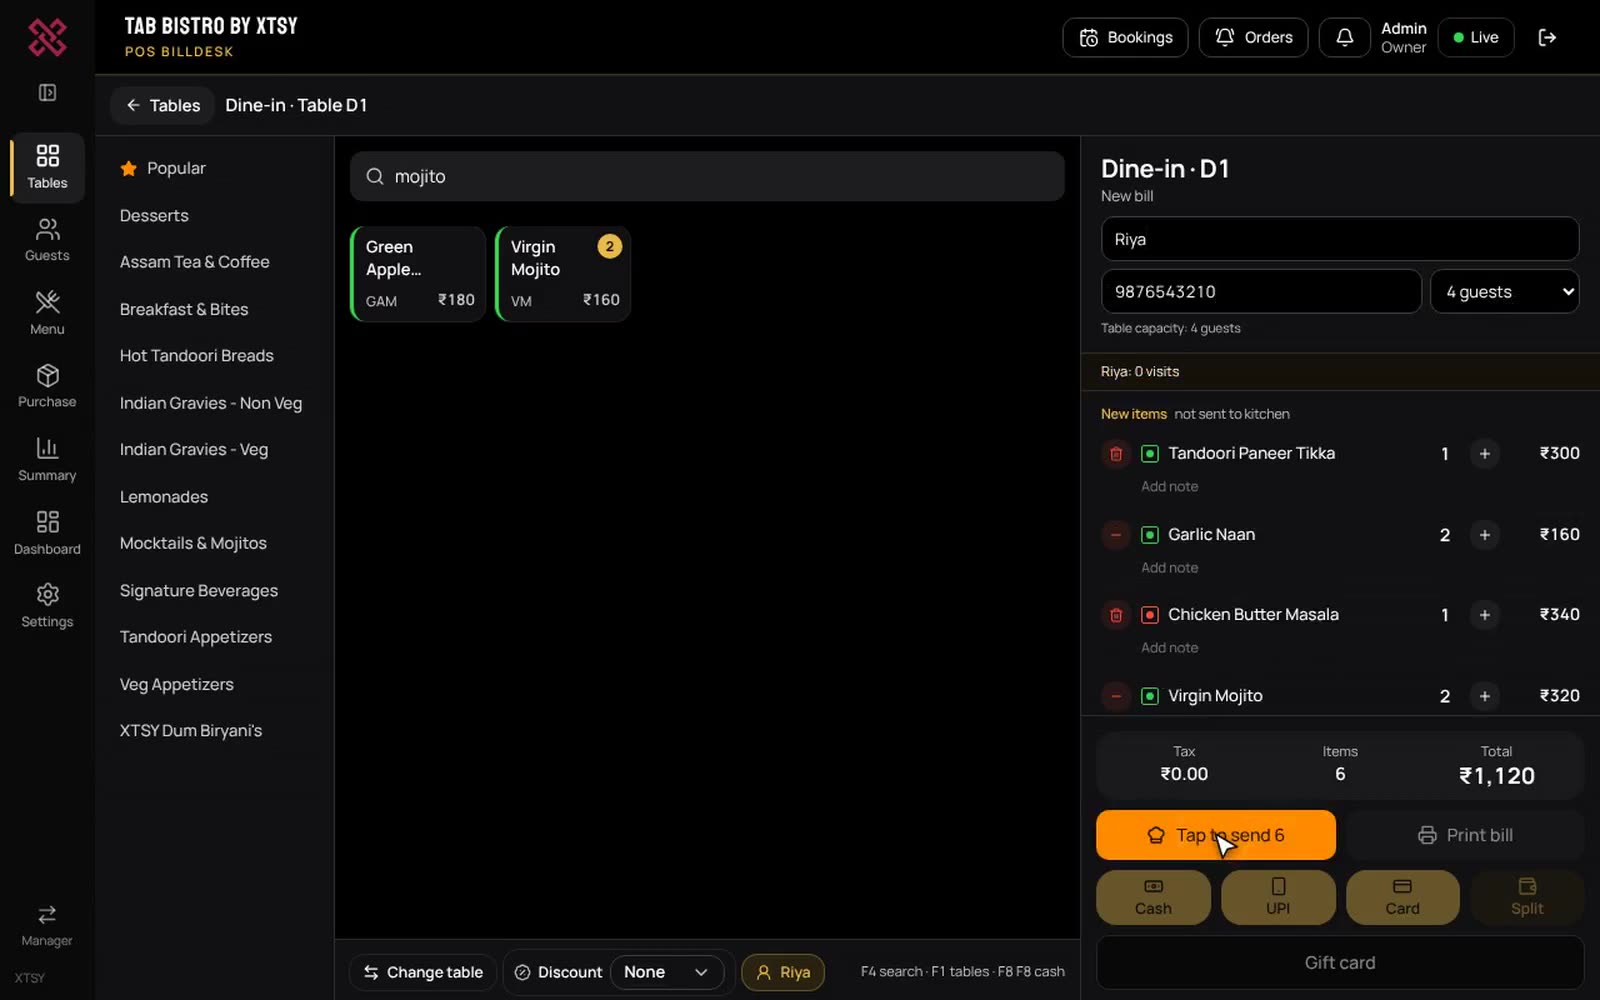 TAB BISTRO BY XTSY
POS BILLDESK
Bookings
Orders
Admin
Owner
Live
Tables
Dine-in · Table D1
Tables
Guests
Menu
Purchase
Summary
Dashboard
Settings
Manager
XTSY
Popular
Desserts
Assam Tea & Coffee
Breakfast & Bites
Hot Tandoori Breads
Indian Gravies - Non Veg
Indian Gravies - Veg
Lemonades
Mocktails & Mojitos
Signature Beverages
Tandoori Appetizers
Veg Appetizers
XTSY Dum Biryani's
mojito
Green
Apple...
GAM ₹180
Virgin 2
Mojito
VM ₹160
Change table
Discount None
Riya
F4 search · F1 tables · F8 F8 cash
Dine-in · D1
New bill
Riya
9876543210 4 guests
Table capacity: 4 guests
Riya: 0 visits
New items not sent to kitchen
Tandoori Paneer Tikka 1 + ₹300
Add note
− Garlic Naan 2 + ₹160
Add note
Chicken Butter Masala 1 + ₹340
Add note
− Virgin Mojito 2 + ₹320
Tax Items Total
₹0.00 6 ₹1,120
Tap to send 6
Print bill
Cash UPI Card Split
Gift card